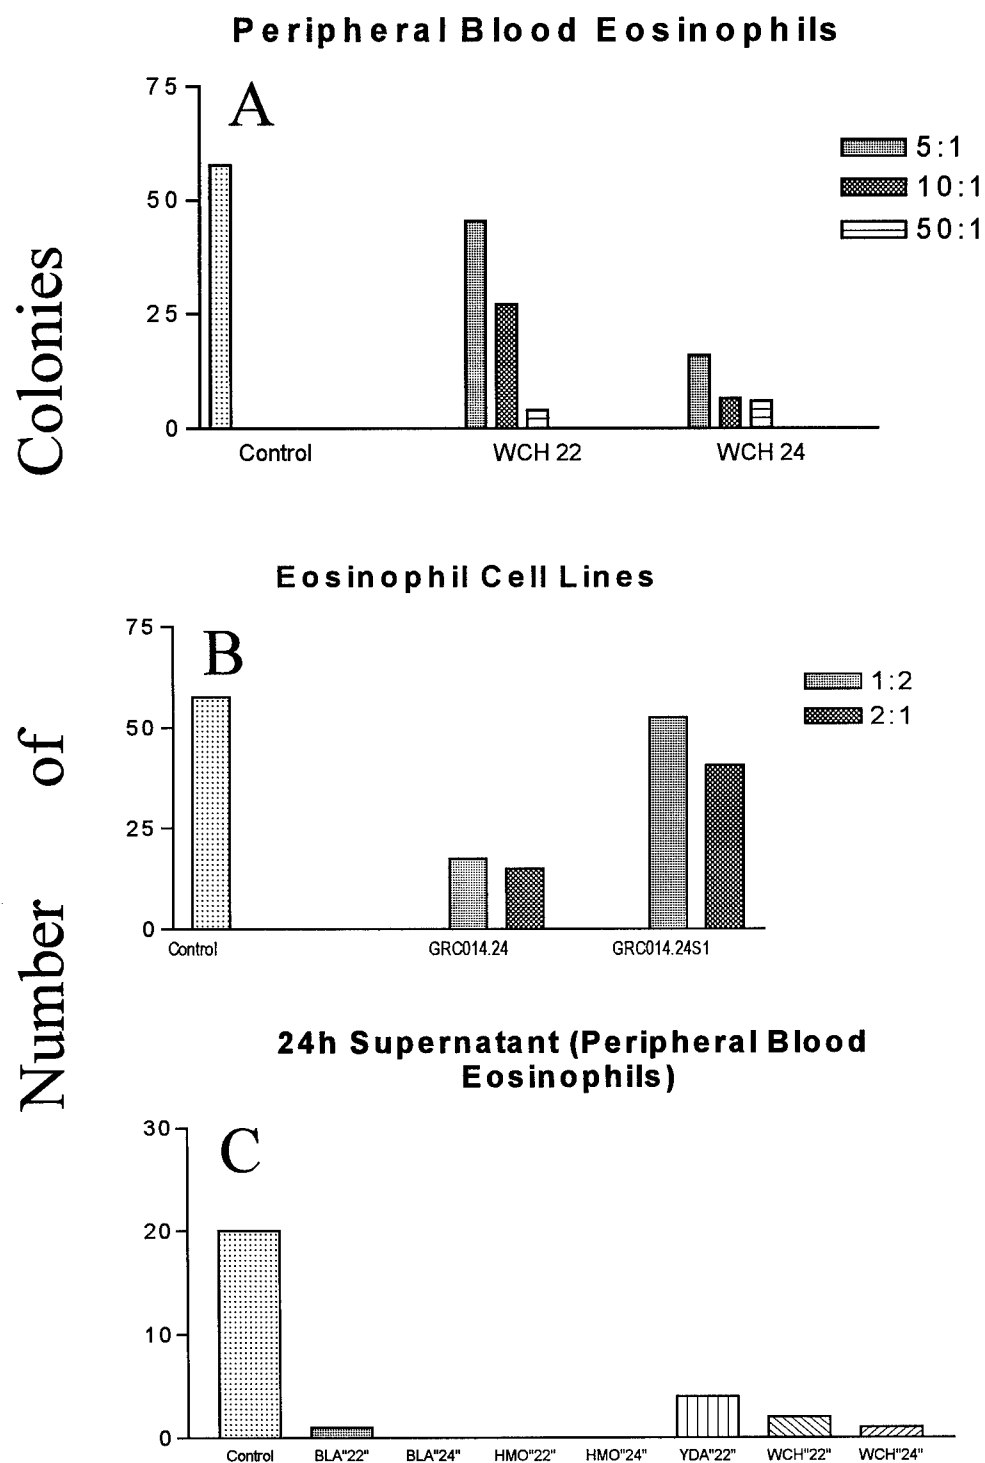 Peripheral Blood Eosinophils
A
75
50
25
0
5:1
10:1
50:1
Control
WCH 22
WCH 24
Number of Colonies
Eosinophil Cell Lines
B
75
50
25
0
1:2
2:1
Control
GRC014.24
GRC014.24S1
24h Supernatant (Peripheral Blood
Eosinophils)
C
30
20
10
0
Control
BLA"22"
BLA"24"
HMO"22"
HMO"24"
YDA"22"
WCH"22"
WCH"24"